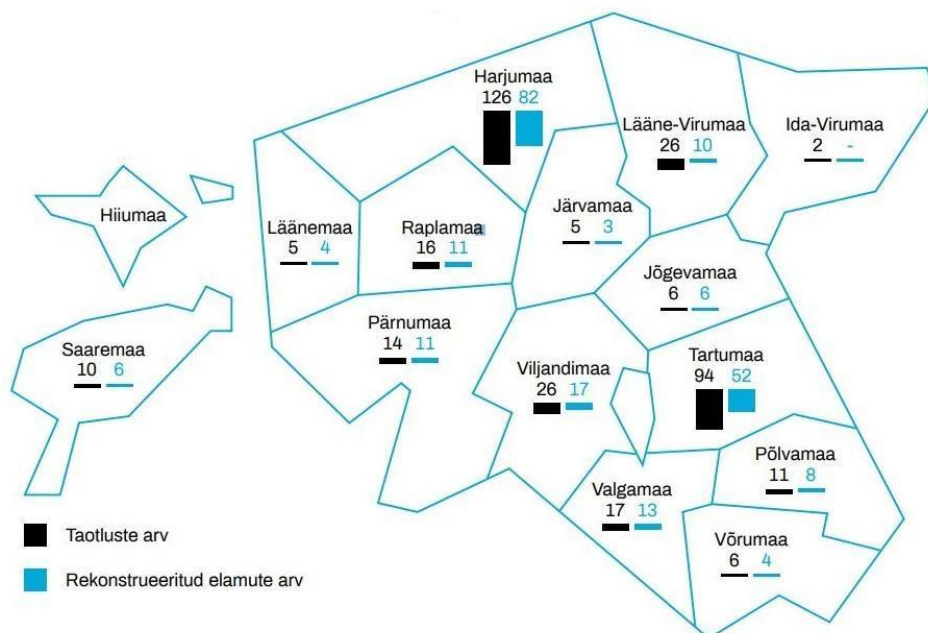 Harjumaa
126 82
Lääne-Virumaa
26 10
Ida-Virumaa
2 -
Hiiumaa
Läänemaa
5 4
Raplamaa
16 11
Järvamaa
5 3
Jõgevamaa
6 6
Saaremaa
10 6
Pärnumaa
14 11
Viljandimaa
26 17
Tartumaa
94 52
Põlvamaa
11 8
Valgamaa
17 13
Võrumaa
6 4
Taotluste arv
Rekonstrueeritud elamute arv